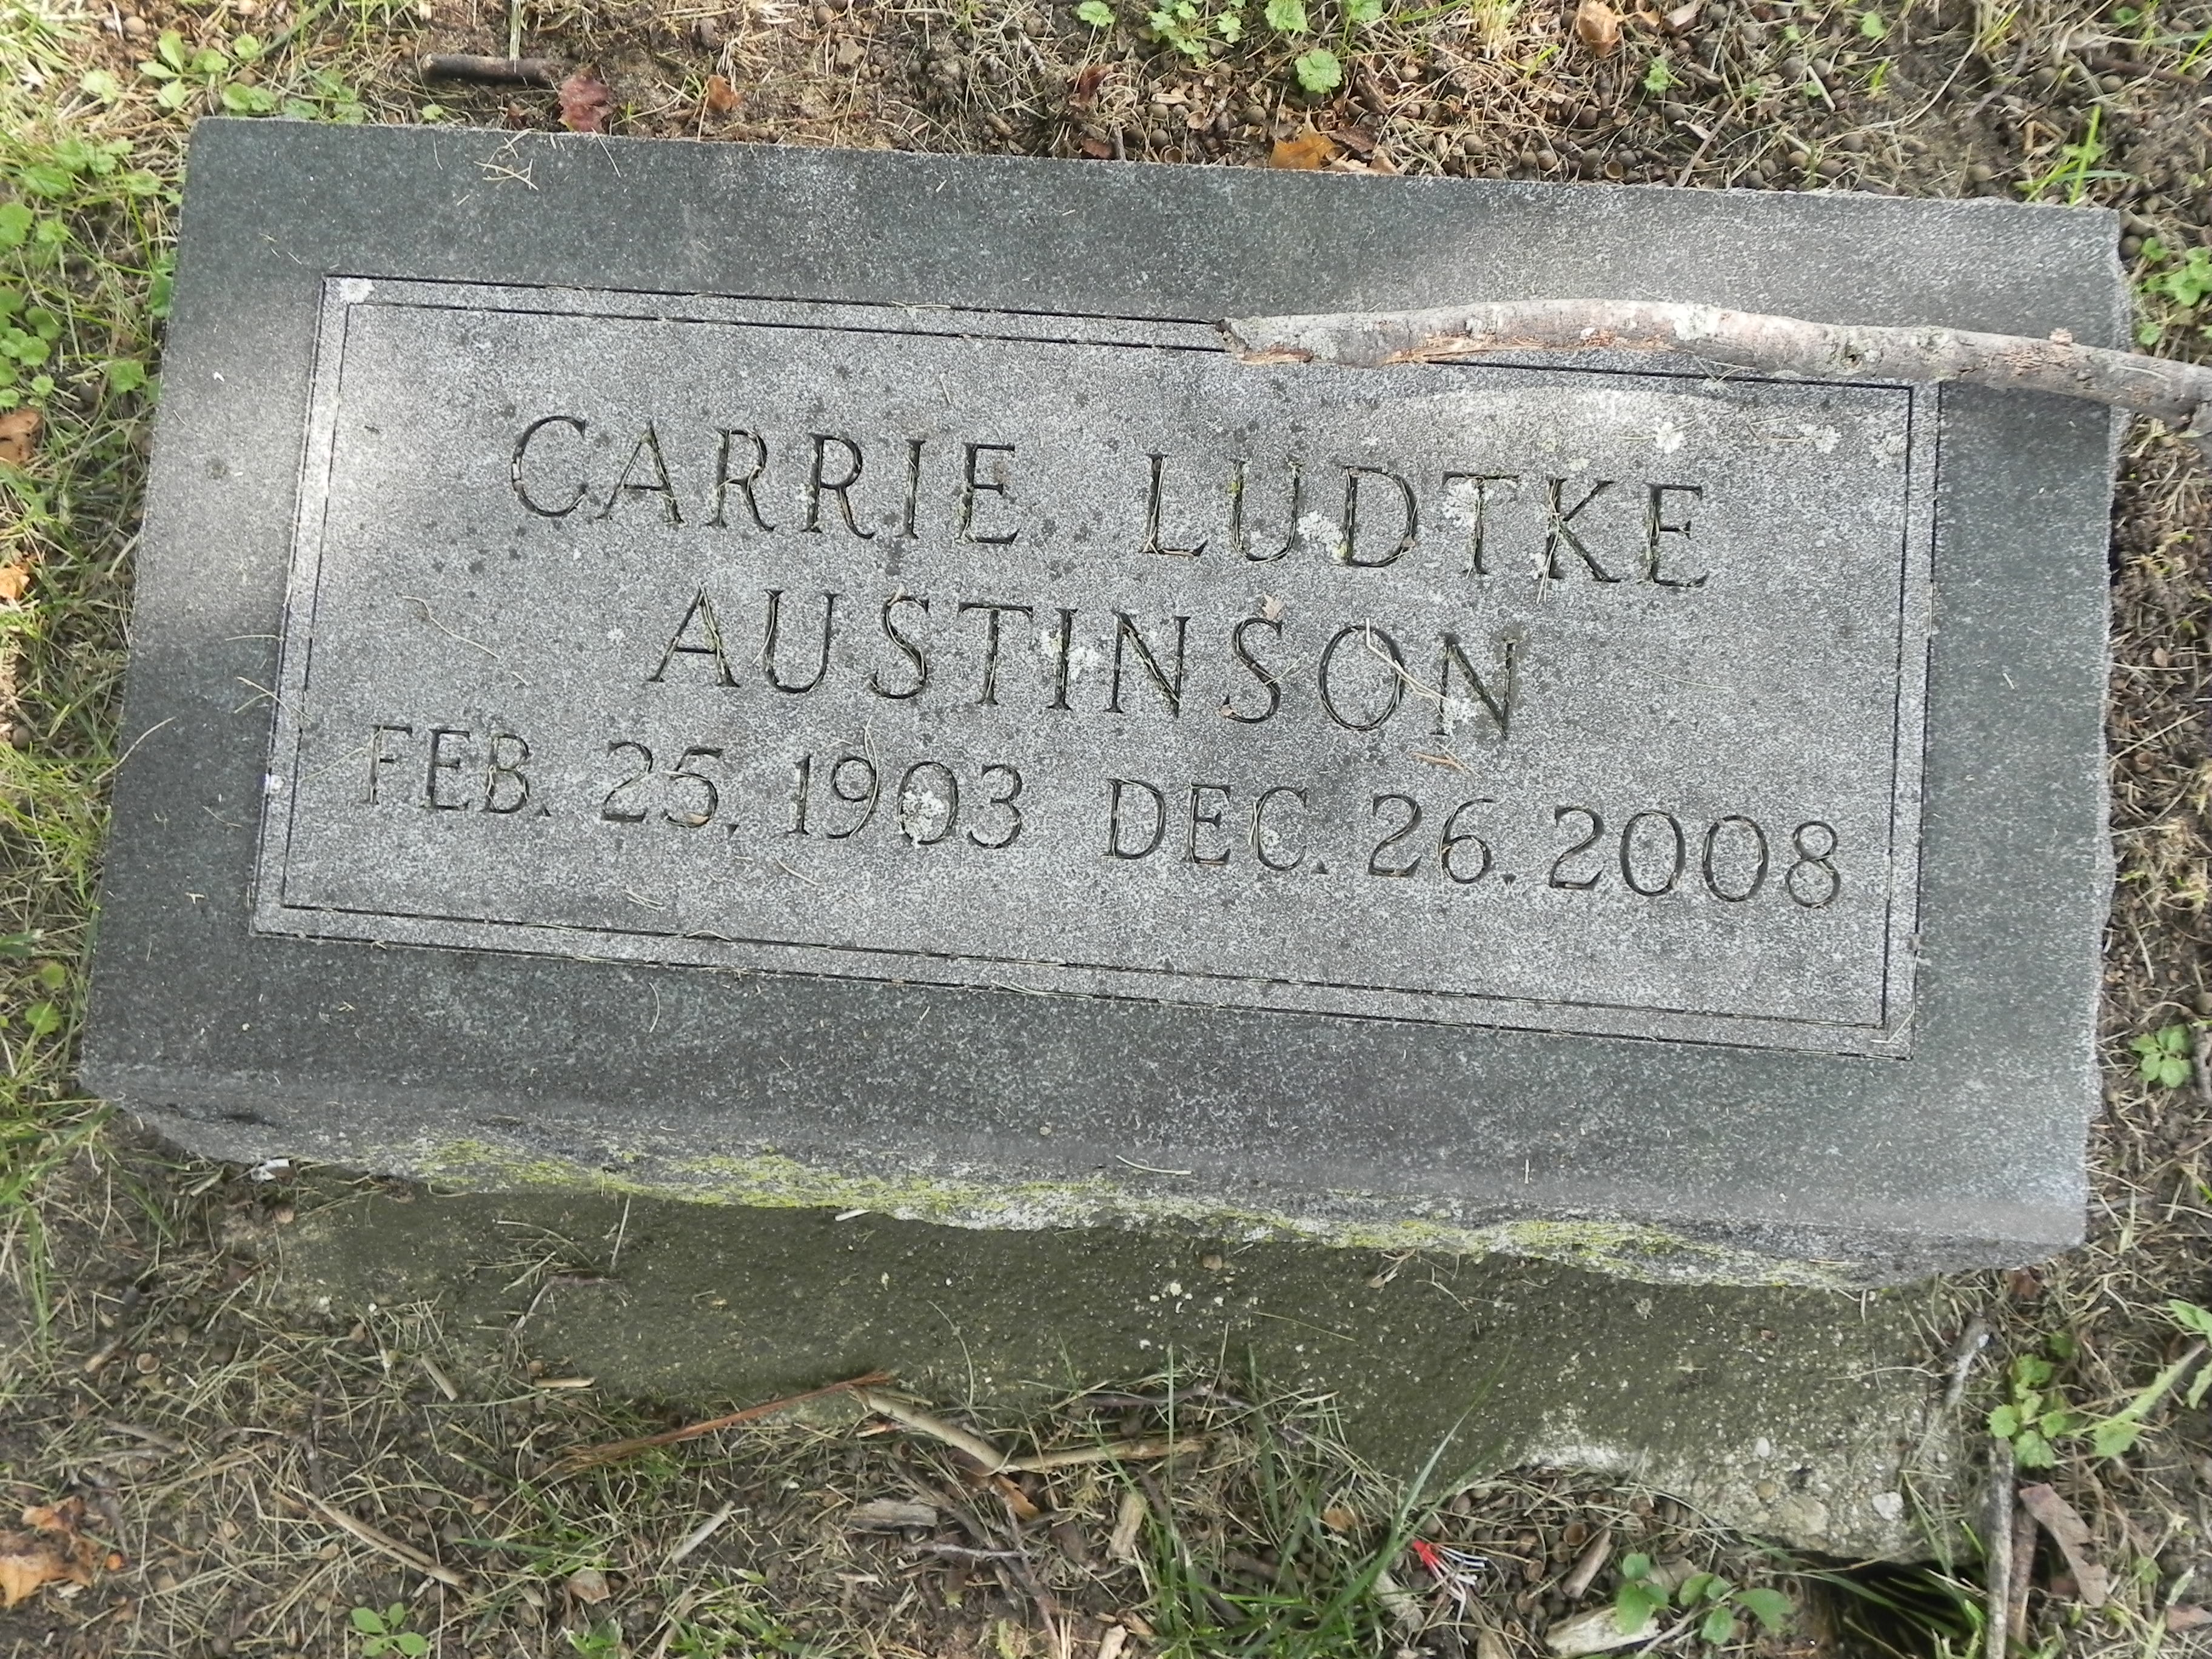 CARRIE LUDTKE
AUSTINSON
FEB. 25, 1903 DEC. 26. 2008